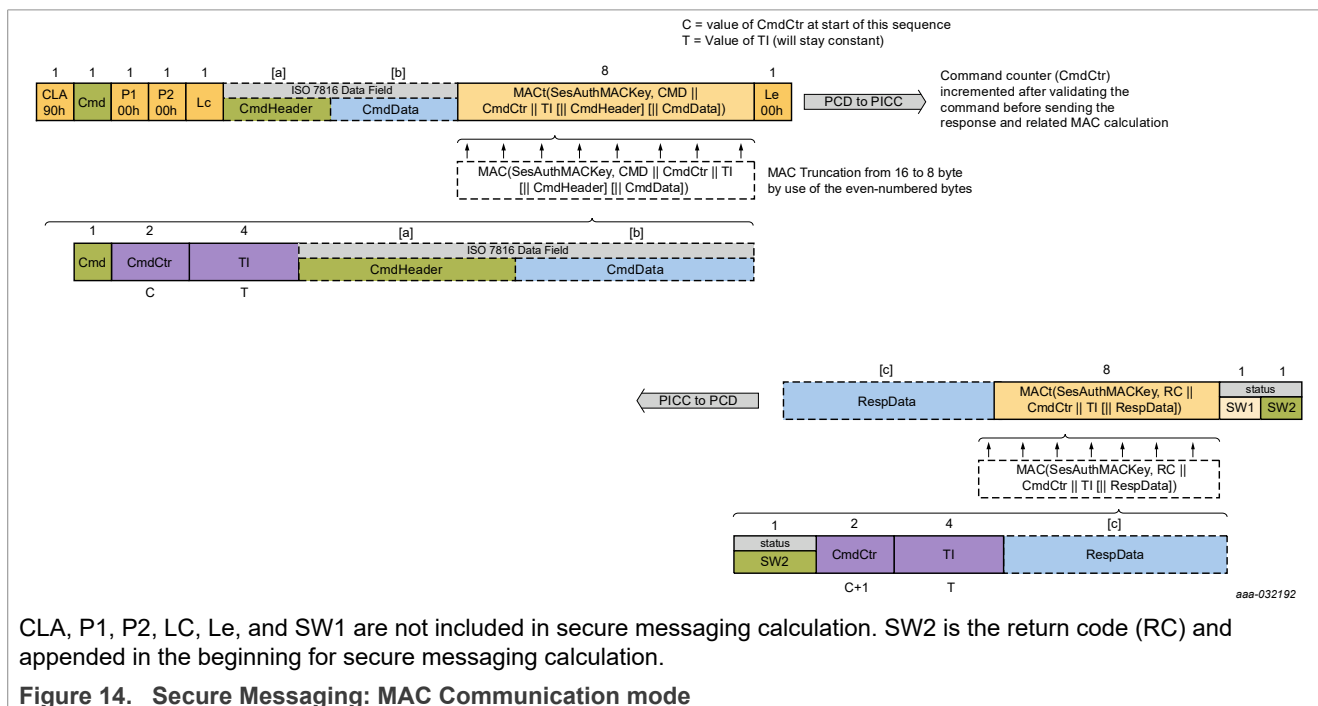 C = value of CmdCtr at start of this sequence
T = Value of TI (will stay constant)
1 1 1 1 1 [a] [b] 8 1
CLA
90h
Cmd
P1
00h
P2
00h
Lc
ISO 7816 Data Field
CmdHeader
CmdData
MACt(SesAuthMACKey, CMD ||
CmdCtr || TI [|| CmdHeader] [|| CmdData])
Le
00h
PCD to PICC
Command counter (CmdCtr)
incremented after validating the
command before sending the
response and related MAC calculation
MAC(SesAuthMACKey, CMD || CmdCtr || TI
[|| CmdHeader] [|| CmdData])
MAC Truncation from 16 to 8 byte
by use of the even-numbered bytes
1 2 4 [a] [b]
Cmd
CmdCtr
TI
ISO 7816 Data Field
CmdHeader
CmdData
C T
[c] 8 1 1
PICC to PCD
RespData
MACt(SesAuthMACKey, RC ||
CmdCtr || TI [|| RespData])
status
SW1 SW2
MAC(SesAuthMACKey, RC ||
CmdCtr || TI [|| RespData])
1 2 4 [c]
status
SW2
CmdCtr
TI
RespData
C+1 T
aaa-032192
CLA, P1, P2, LC, Le, and SW1 are not included in secure messaging calculation. SW2 is the return code (RC) and
appended in the beginning for secure messaging calculation.
Figure 14. Secure Messaging: MAC Communication mode